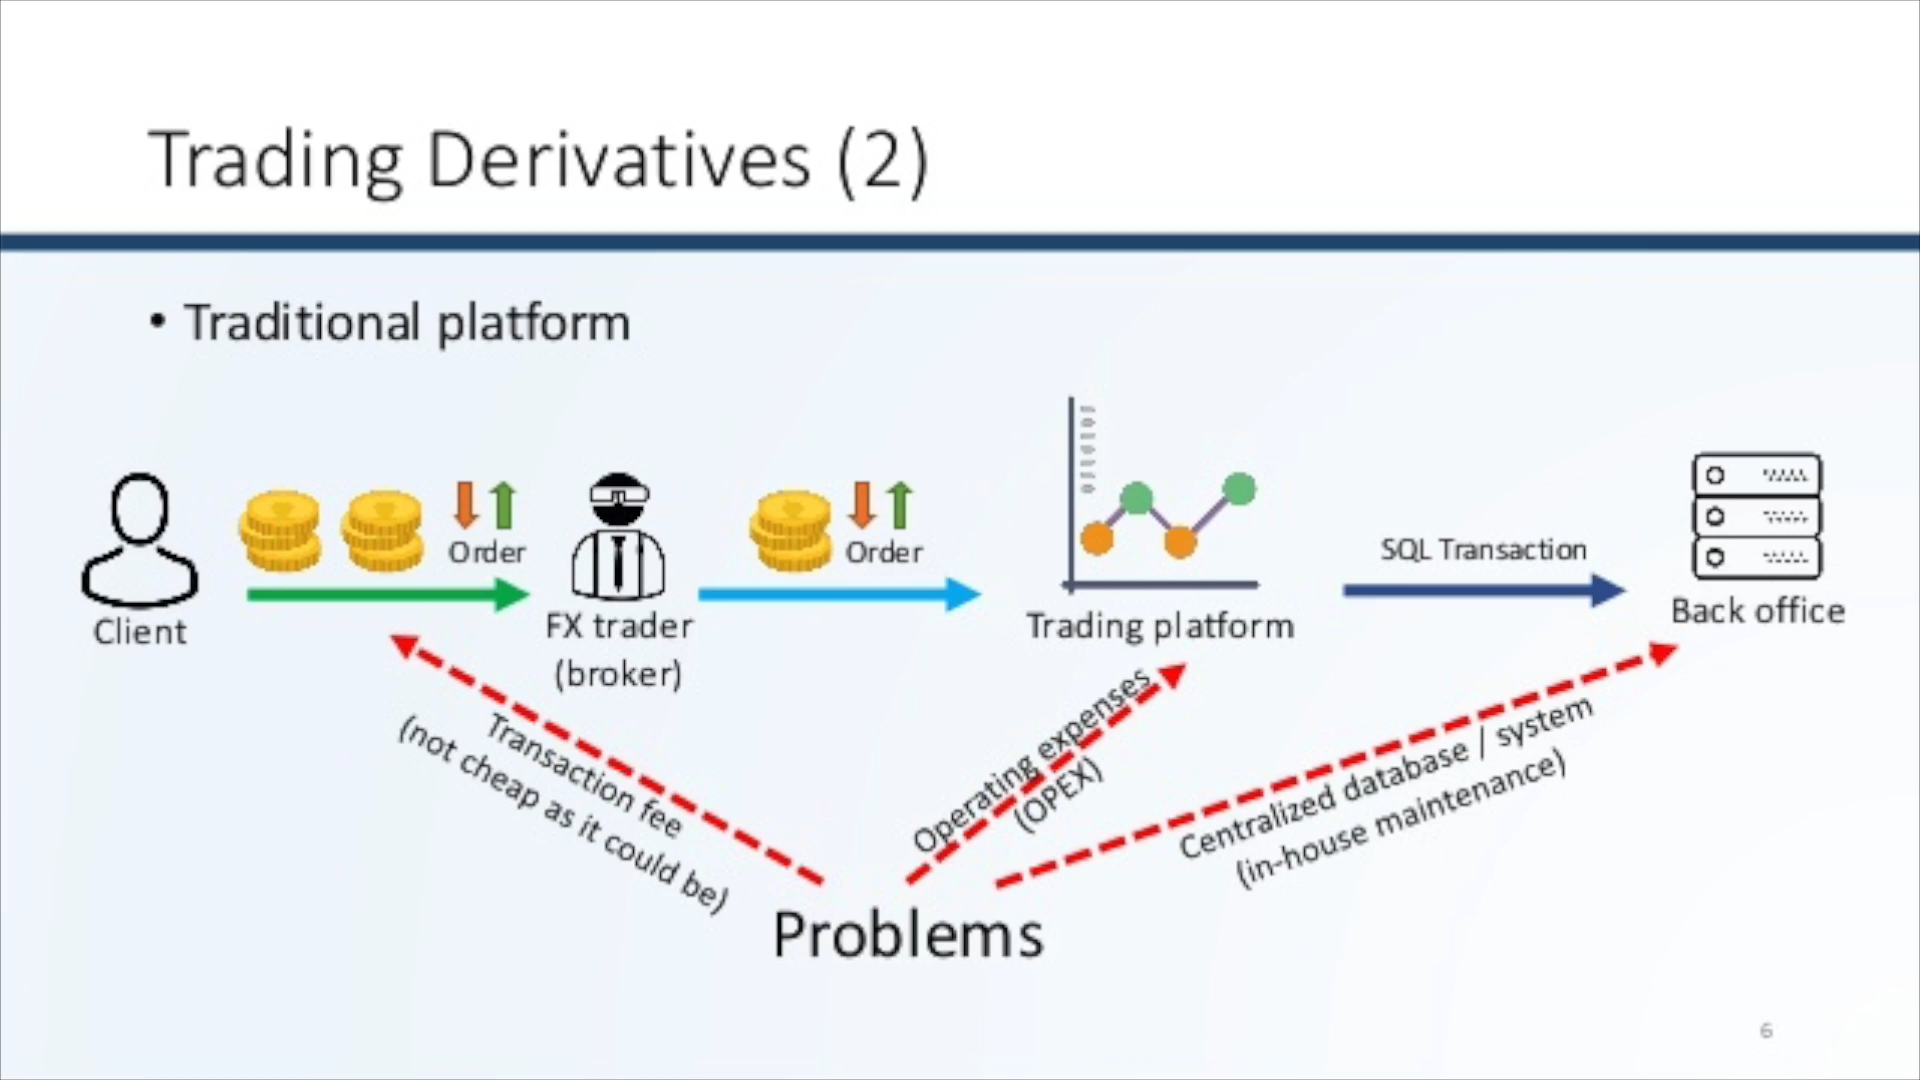 Trading Derivatives (2)
• Traditional platform
Order
Order
SQL Transaction
Client
FX trader
(broker)
Trading platform
Back office
Transaction fee
(not cheap as it could be)
Operating expenses
(OPEX)
Centralized database / system
(in-house maintenance)
Problems
6